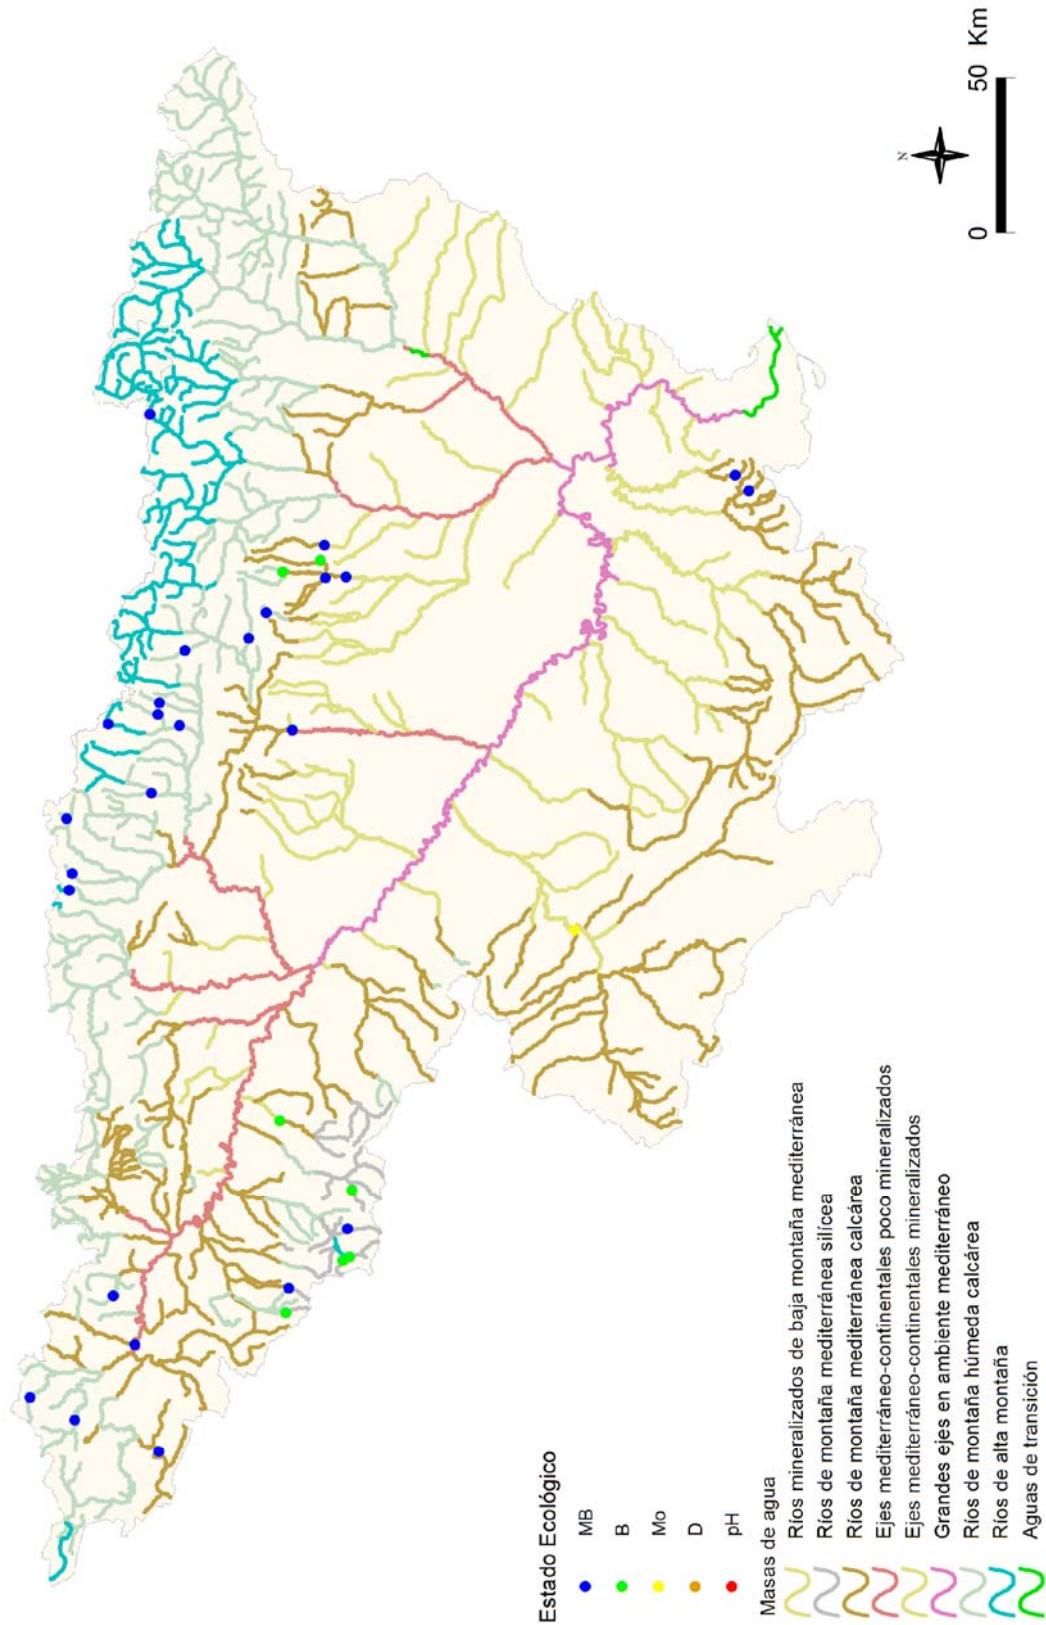 N
0 50 Km
Estado Ecológico
MB
B
Mo
D
pH
Masas de agua
Ríos mineralizados de baja montaña mediterránea
Ríos de montaña mediterránea silícea
Ríos de montaña mediterránea calcárea
Ejes mediterráneo-continentales poco mineralizados
Ejes mediterráneo-continentales mineralizados
Grandes ejes en ambiente mediterráneo
Ríos de montaña húmeda calcárea
Ríos de alta montaña
Aguas de transición